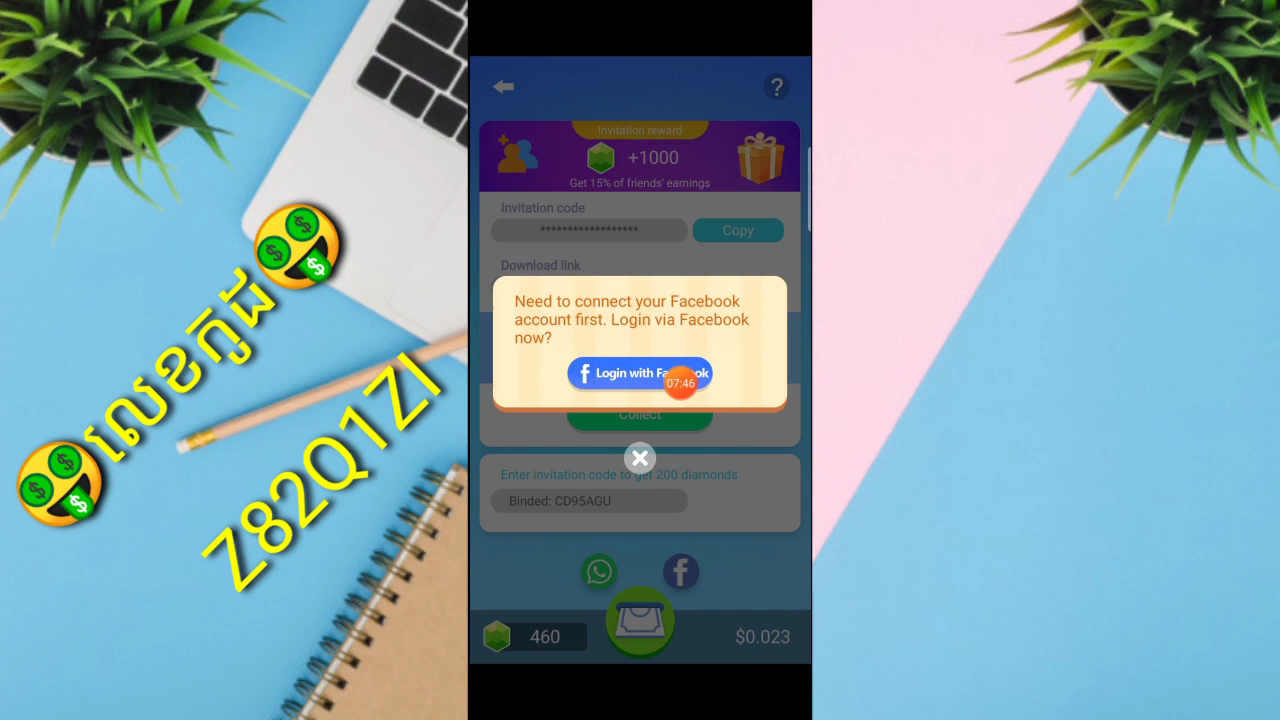 លេខកូដគឺ
Z82Q1ZI
?
Invitation reward
+1000
Get 15% of friends' earnings
Invitation code
******************
Copy
Download link
Need to connect your Facebook
account first. Login via Facebook
now?
f Login with Facebook
07:46
Collect
Enter invitation code to get 200 diamonds
Binded: CD95AGU
f
460
$0.023